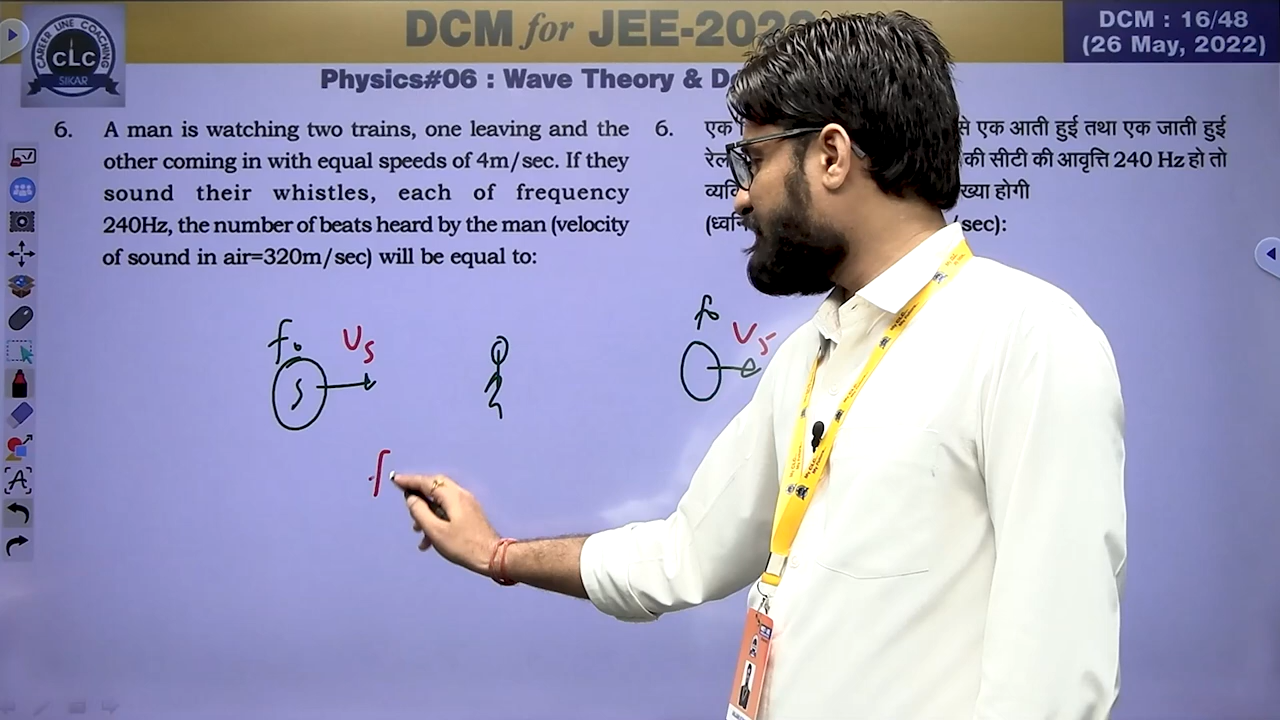 DCM for JEE-202
DCM : 16/48
(26 May, 2022)
CAREER LINE COACHING
CLC
SIKAR
Physics#06 : Wave Theory & D
6. A man is watching two trains, one leaving and the
other coming in with equal speeds of 4m/sec. If they
sound their whistles, each of frequency
240Hz, the number of beats heard by the man (velocity
of sound in air=320m/sec) will be equal to:
6. एक से एक आती हुई तथा एक जाती हुई
की सीटी की आवृत्ति 240 Hz हो तो
ख्या होगी
/sec):
f₀
S
v_s
f₀
v_s
f